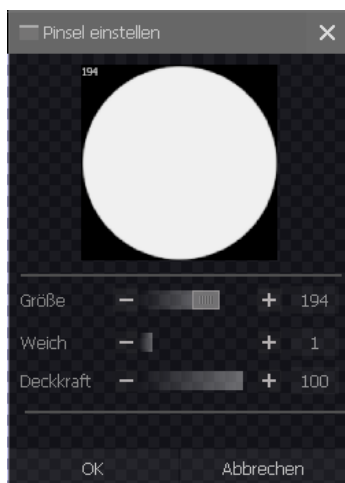 Pinsel einstellen
194
Größe 194
Weich 1
Deckkraft 100
OK Abbrechen